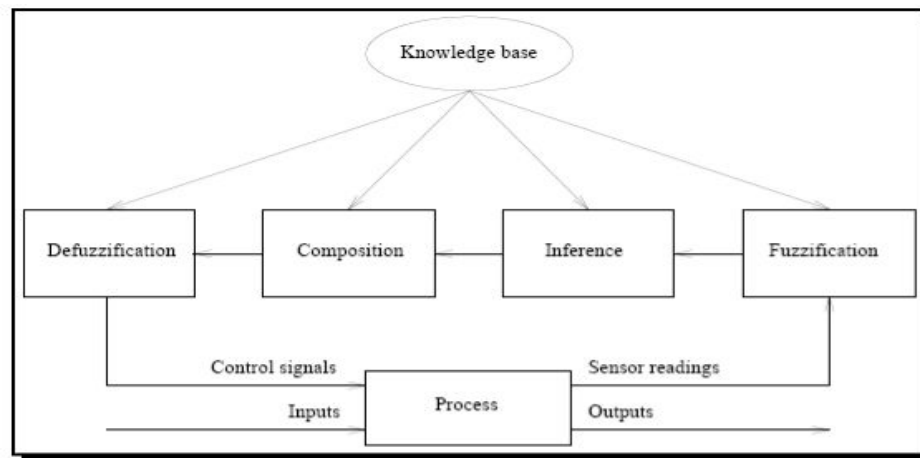 Knowledge base
Defuzzification
Composition
Inference
Fuzzification
Control signals
Sensor readings
Inputs
Process
Outputs